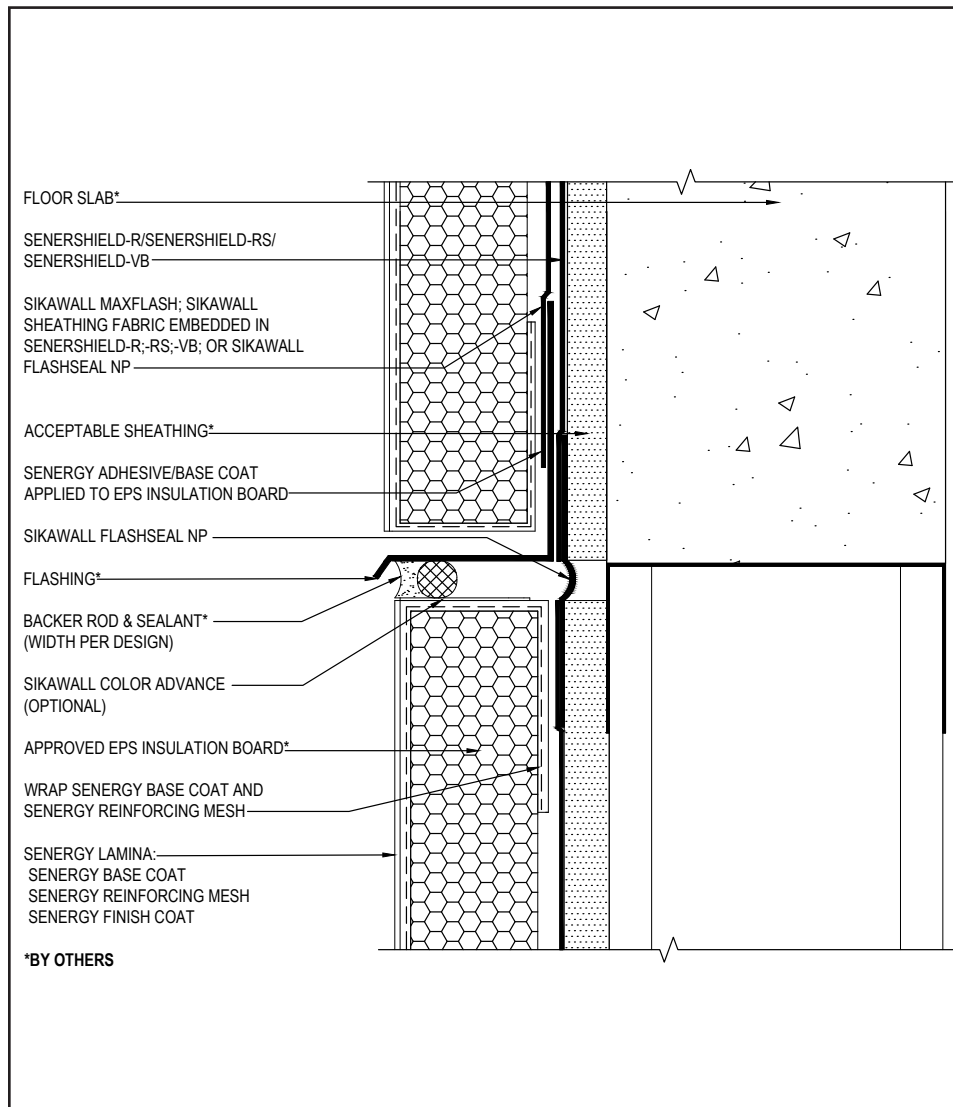 FLOOR SLAB*
SENERSHIELD-R/SENERSHIELD-RS/
SENERSHIELD-VB
SIKAWALL MAXFLASH; SIKAWALL
SHEATHING FABRIC EMBEDDED IN
SENERSHIELD-R;-RS;-VB; OR SIKAWALL
FLASHSEAL NP
ACCEPTABLE SHEATHING*
SENERGY ADHESIVE/BASE COAT
APPLIED TO EPS INSULATION BOARD
SIKAWALL FLASHSEAL NP
FLASHING*
BACKER ROD & SEALANT*
(WIDTH PER DESIGN)
SIKAWALL COLOR ADVANCE
(OPTIONAL)
APPROVED EPS INSULATION BOARD*
WRAP SENERGY BASE COAT AND
SENERGY REINFORCING MESH
SENERGY LAMINA:
SENERGY BASE COAT
SENERGY REINFORCING MESH
SENERGY FINISH COAT
*BY OTHERS